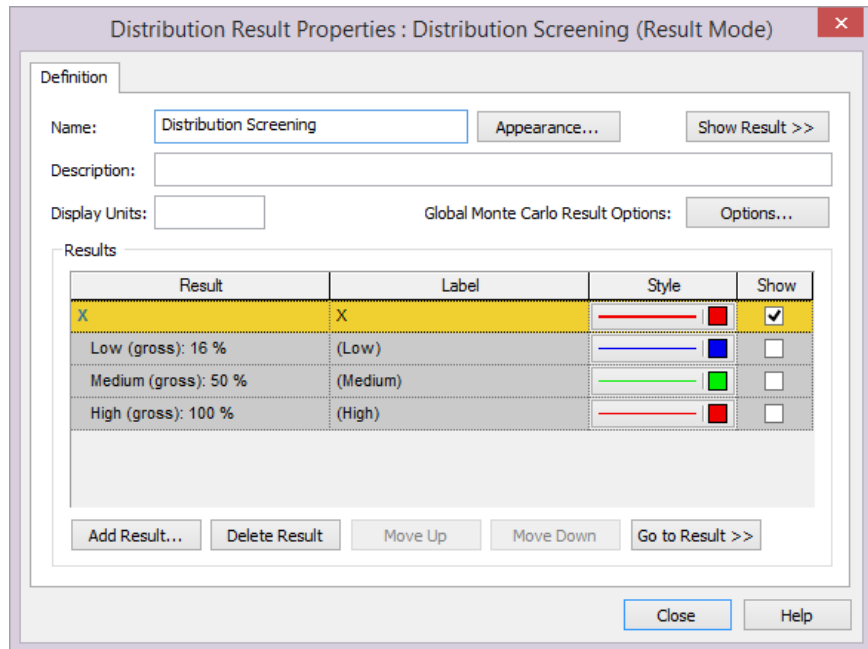 Distribution Result Properties : Distribution Screening (Result Mode)
Definition
Name: Distribution Screening Appearance... Show Result >>
Description:
Display Units: Global Monte Carlo Result Options: Options...
Results
Result Label Style Show
X X
Low (gross): 16 % (Low)
Medium (gross): 50 % (Medium)
High (gross): 100 % (High)
Add Result... Delete Result Move Up Move Down Go to Result >>
Close Help